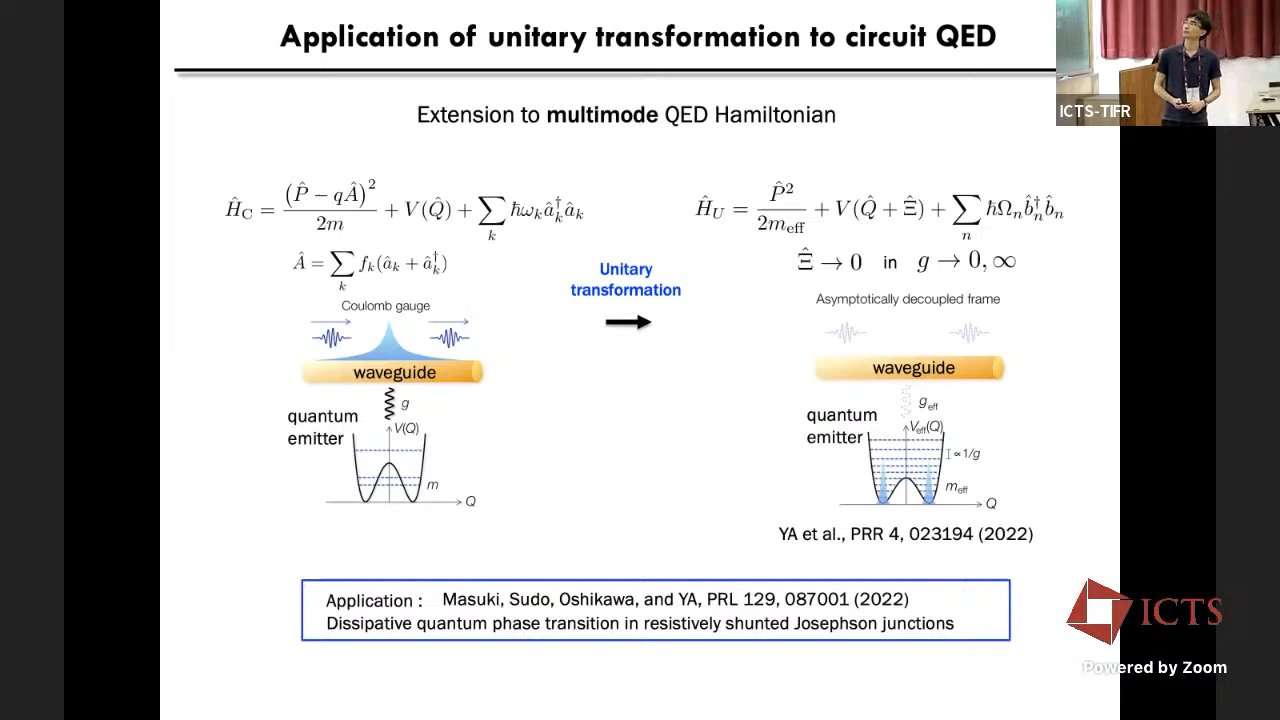 Application of unitary transformation to circuit QED
ICTS-TIFR
Extension to multimode QED Hamiltonian
Ĥ_C = (P̂ − qÂ)² / 2m + V(Q̂) + ∑_k ħω_k â_k† â_k
Â = ∑_k f_k(â_k + â_k†)
Coulomb gauge
waveguide
g
quantum
emitter
V(Q)
m
Q
Unitary
transformation
Ĥ_U = P̂² / 2m_eff + V(Q̂ + Ξ̂) + ∑_n ħΩ_n b̂_n† b̂_n
Ξ̂ → 0 in g → 0, ∞
Asymptotically decoupled frame
waveguide
g_eff
quantum
emitter
V_eff(Q)
∝1/g
m_eff
Q
YA et al., PRR 4, 023194 (2022)
Application : Masuki, Sudo, Oshikawa, and YA, PRL 129, 087001 (2022)
Dissipative quantum phase transition in resistively shunted Josephson junctions
ICTS
Powered by Zoom